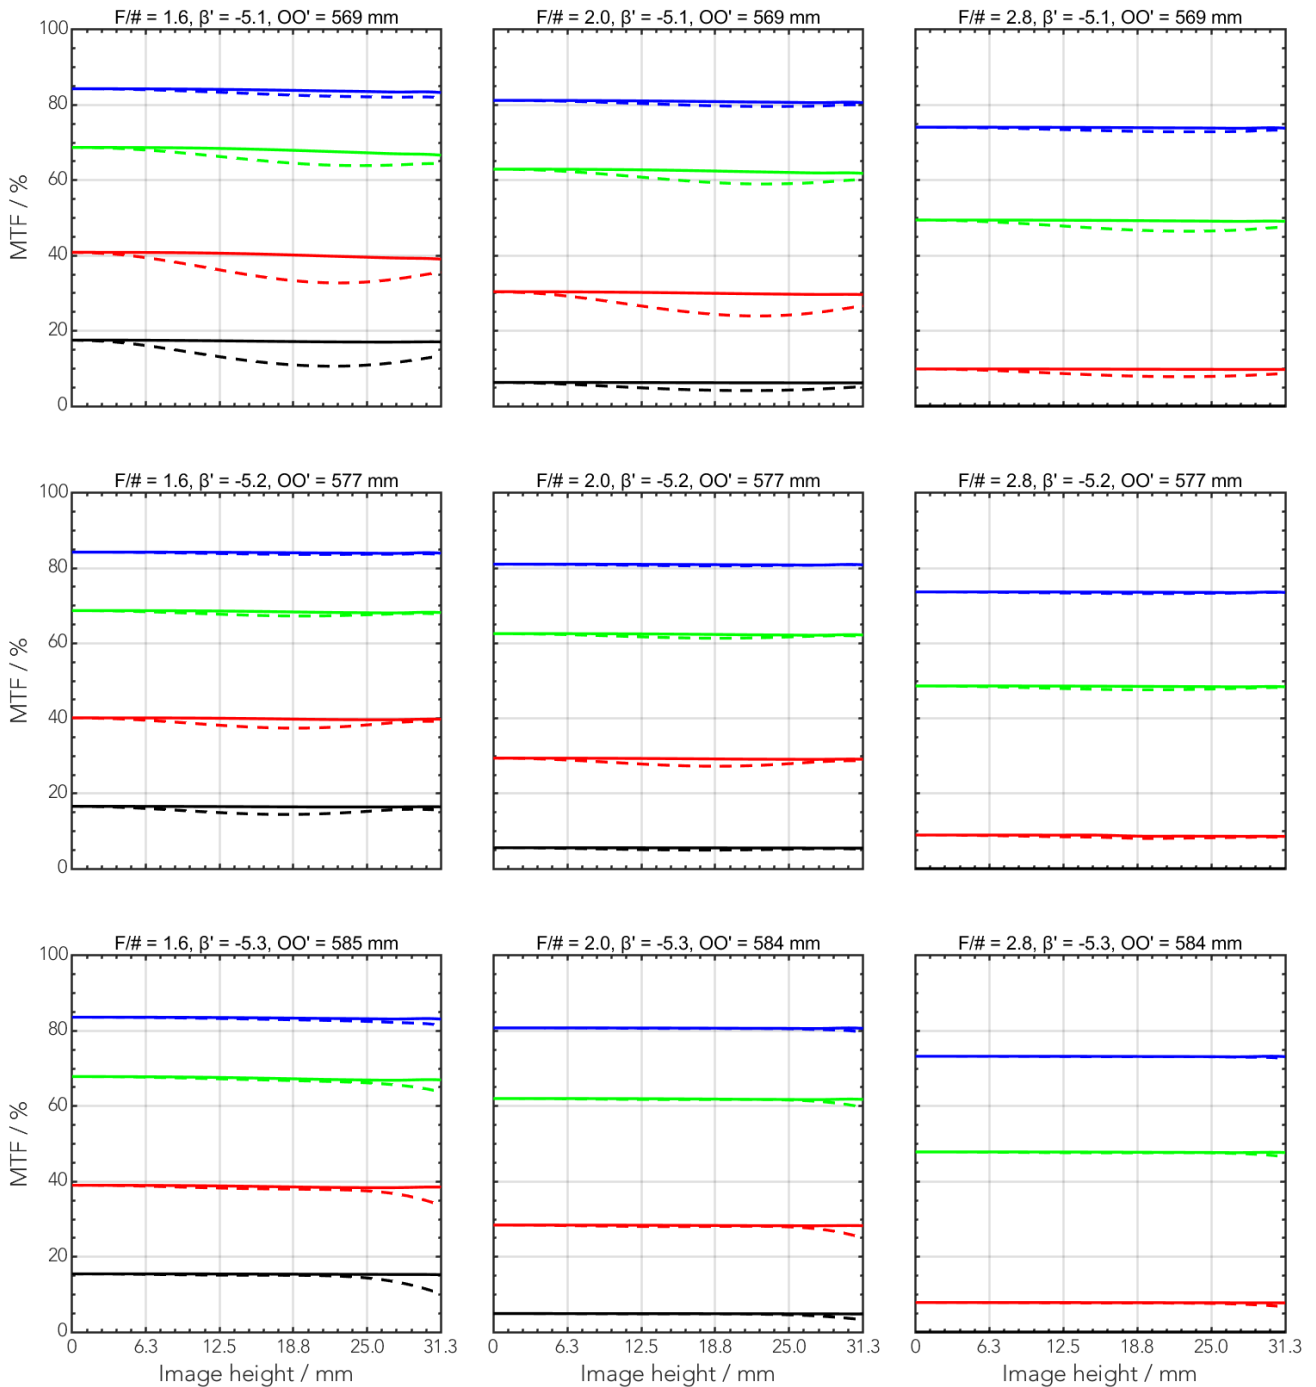 F/# = 1.6, β' = -5.1, OO' = 569 mm
F/# = 2.0, β' = -5.1, OO' = 569 mm
F/# = 2.8, β' = -5.1, OO' = 569 mm
100
80
60
40
20
0
MTF / %
F/# = 1.6, β' = -5.2, OO' = 577 mm
F/# = 2.0, β' = -5.2, OO' = 577 mm
F/# = 2.8, β' = -5.2, OO' = 577 mm
100
80
60
40
20
0
MTF / %
F/# = 1.6, β' = -5.3, OO' = 585 mm
F/# = 2.0, β' = -5.3, OO' = 584 mm
F/# = 2.8, β' = -5.3, OO' = 584 mm
100
80
60
40
20
0
MTF / %
0 6.3 12.5 18.8 25.0 31.3
0 6.3 12.5 18.8 25.0 31.3
0 6.3 12.5 18.8 25.0 31.3
Image height / mm
Image height / mm
Image height / mm